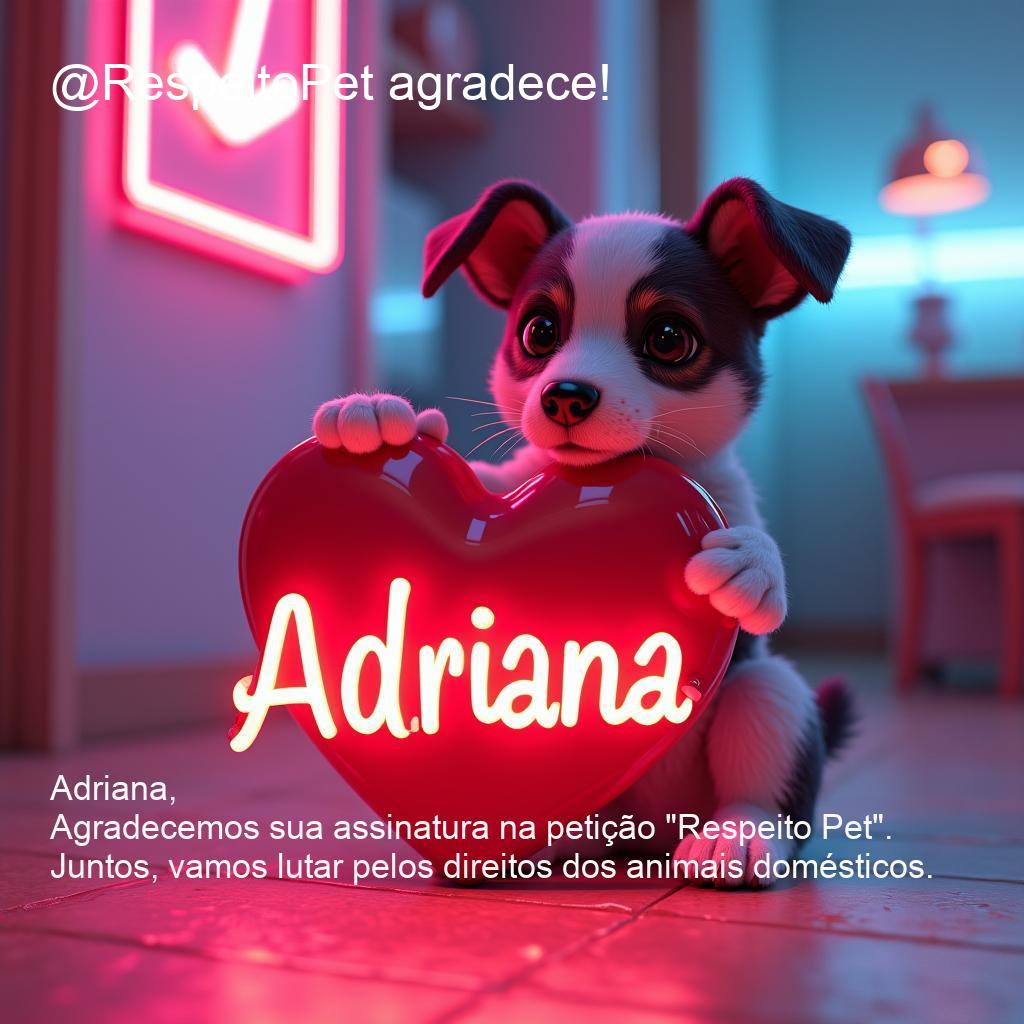 @RespeitoPet agradece!
Adriana
Adriana,
Agradecemos sua assinatura na petição "Respeito Pet".
Juntos, vamos lutar pelos direitos dos animais domésticos.